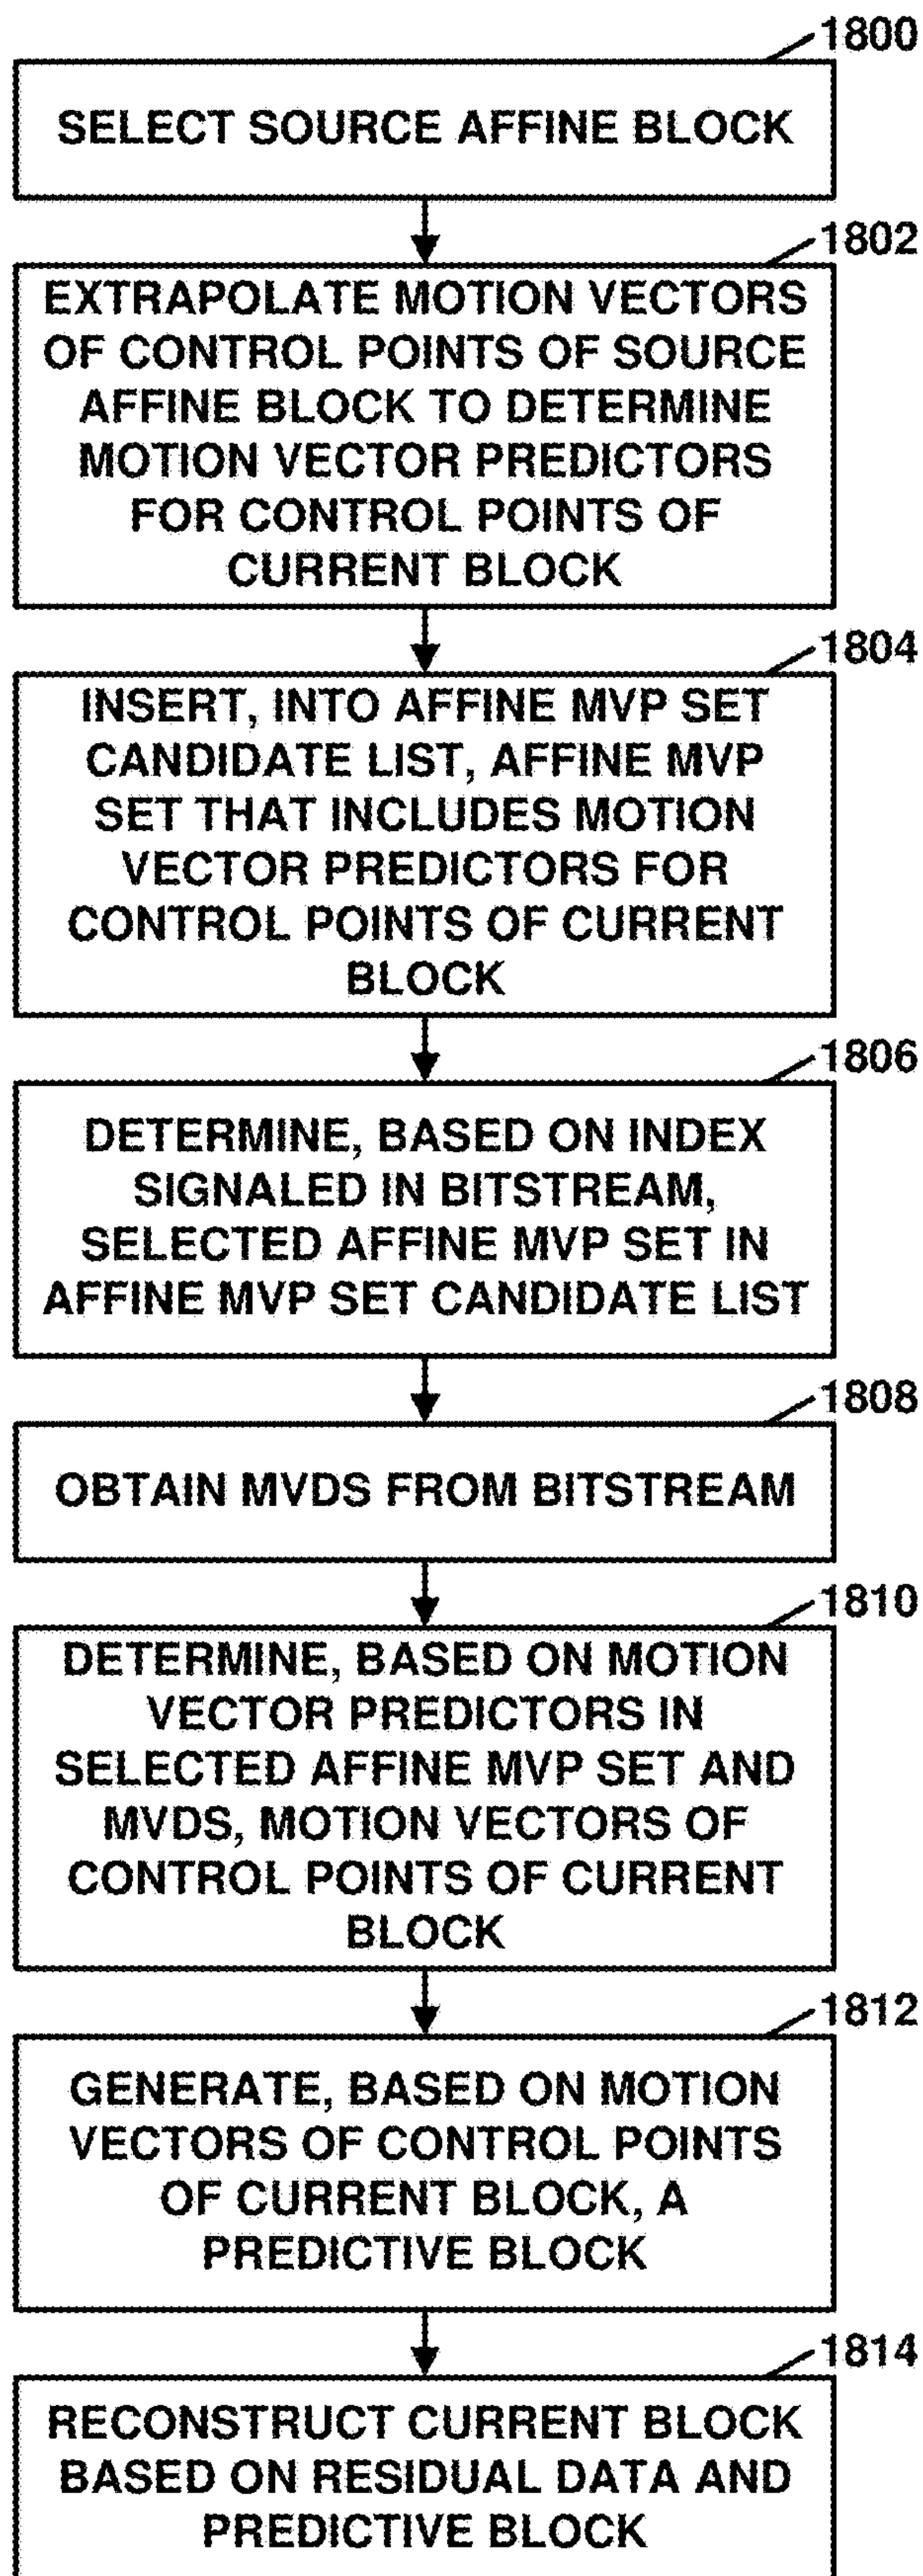 1800
SELECT SOURCE AFFINE BLOCK
1802
EXTRAPOLATE MOTION VECTORS
OF CONTROL POINTS OF SOURCE
AFFINE BLOCK TO DETERMINE
MOTION VECTOR PREDICTORS
FOR CONTROL POINTS OF
CURRENT BLOCK
1804
INSERT, INTO AFFINE MVP SET
CANDIDATE LIST, AFFINE MVP
SET THAT INCLUDES MOTION
VECTOR PREDICTORS FOR
CONTROL POINTS OF CURRENT
BLOCK
1806
DETERMINE, BASED ON INDEX
SIGNALED IN BITSTREAM,
SELECTED AFFINE MVP SET IN
AFFINE MVP SET CANDIDATE LIST
1808
OBTAIN MVDS FROM BITSTREAM
1810
DETERMINE, BASED ON MOTION
VECTOR PREDICTORS IN
SELECTED AFFINE MVP SET AND
MVDS, MOTION VECTORS OF
CONTROL POINTS OF CURRENT
BLOCK
1812
GENERATE, BASED ON MOTION
VECTORS OF CONTROL POINTS
OF CURRENT BLOCK, A
PREDICTIVE BLOCK
1814
RECONSTRUCT CURRENT BLOCK
BASED ON RESIDUAL DATA AND
PREDICTIVE BLOCK